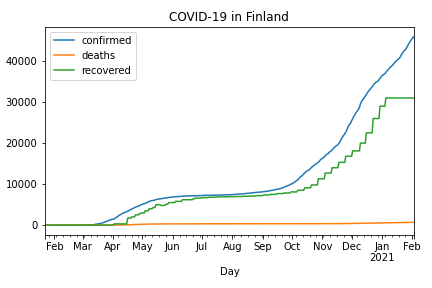 COVID-19 in Finland
confirmed
deaths
recovered
40000
30000
20000
10000
0
Feb Mar Apr May Jun Jul Aug Sep Oct Nov Dec Jan Feb
2021
Day